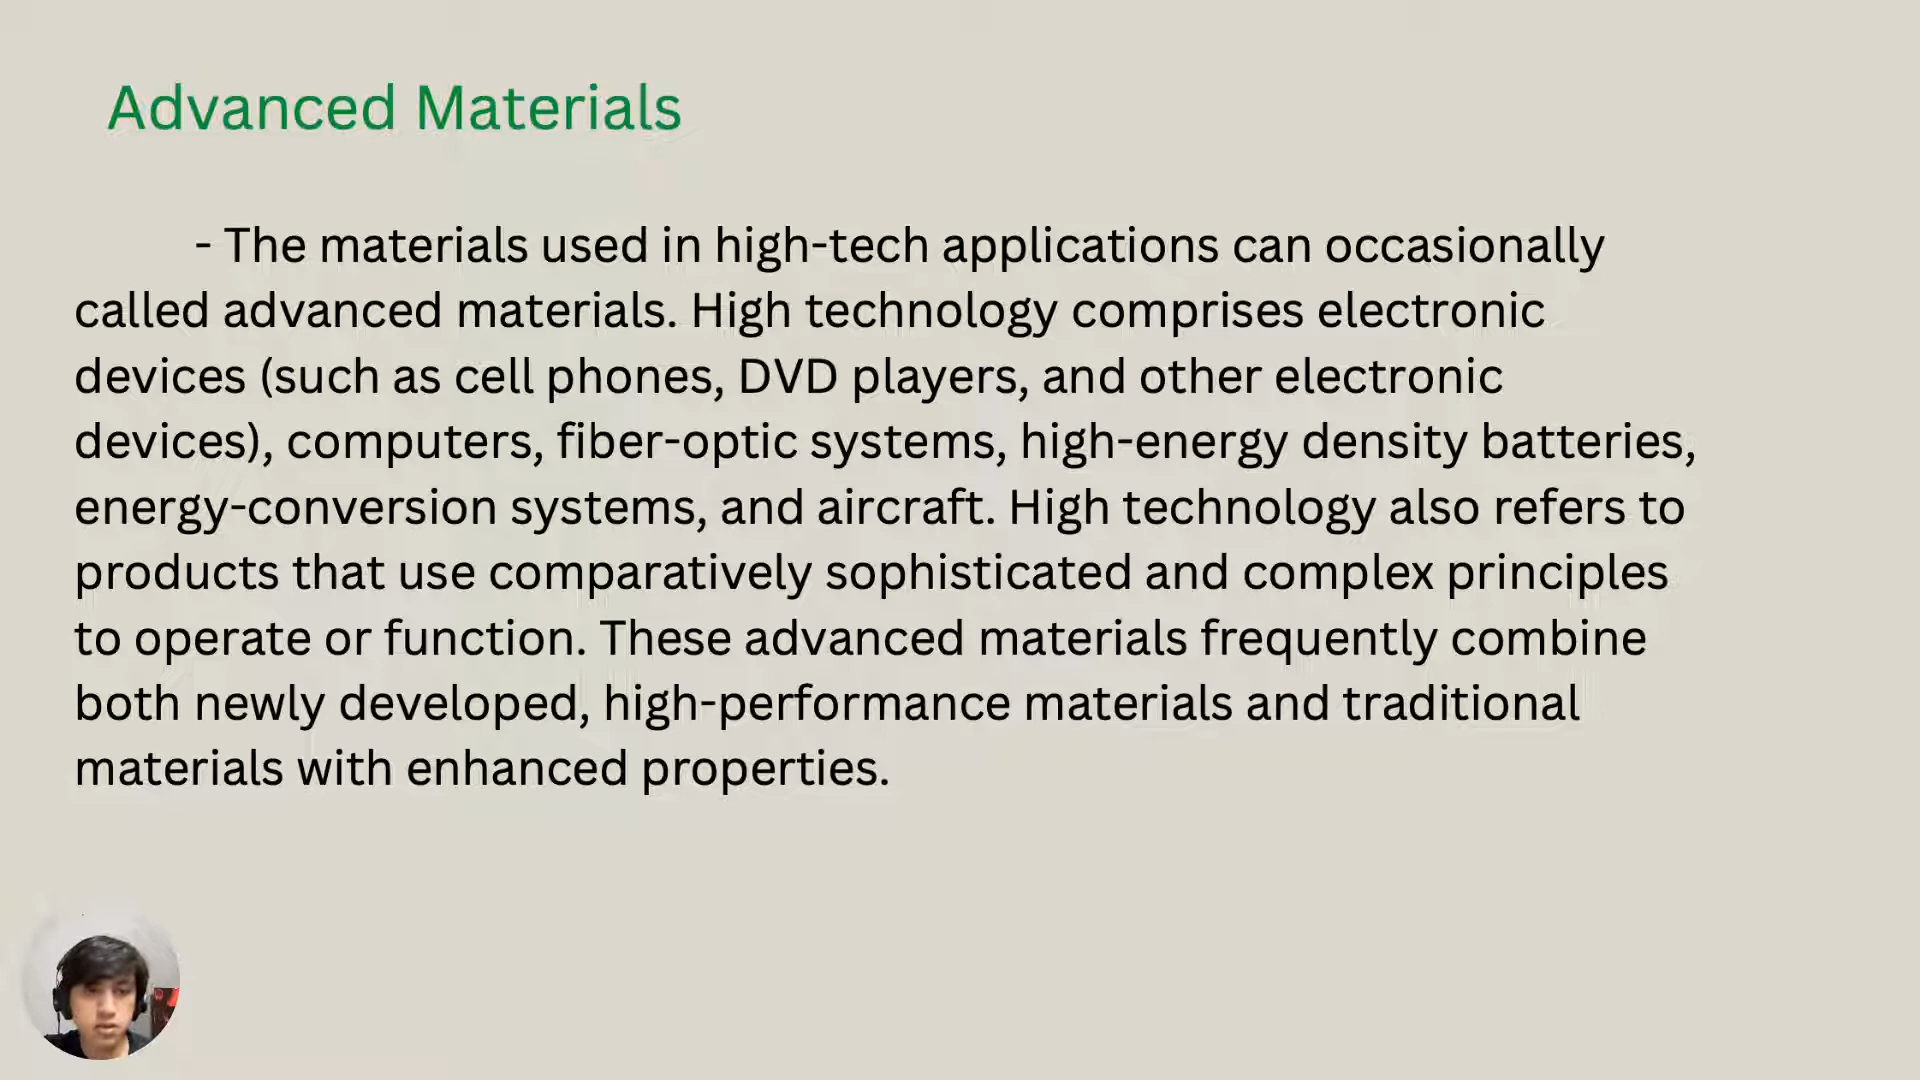 Advanced Materials
- The materials used in high-tech applications can occasionally
called advanced materials. High technology comprises electronic
devices (such as cell phones, DVD players, and other electronic
devices), computers, fiber-optic systems, high-energy density batteries,
energy-conversion systems, and aircraft. High technology also refers to
products that use comparatively sophisticated and complex principles
to operate or function. These advanced materials frequently combine
both newly developed, high-performance materials and traditional
materials with enhanced properties.